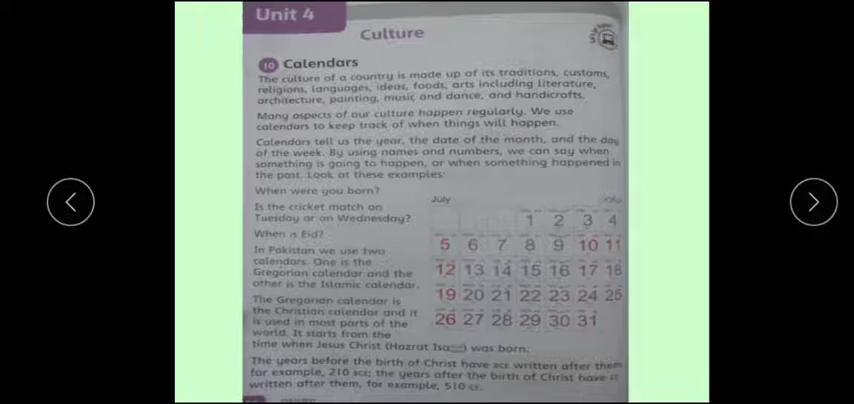 Unit 4
Culture
10 Calendars
The culture of a country is made up of its traditions, customs,
religions, languages, ideas, foods, arts including literature,
architecture, painting, music and dance, and handicrafts.
Many aspects of our culture happen regularly. We use
calendars to keep track of when things will happen.
Calendars tell us the year, the date of the month, and the day
of the week. By using names and numbers, we can say when
something is going to happen, or when something happened in
the past. Look at these examples:
When were you born?
Is the cricket match on
Tuesday or on Wednesday?
When is Eid?
In Pakistan we use two
calendars. One is the
Gregorian calendar and the
other is the Islamic calendar.
The Gregorian calendar is
the Christian calendar and it
is used in most parts of the
world. It starts from the
time when Jesus Christ (Hazrat Isa) was born.
July
1 2 3 4
5 6 7 8 9 10 11
12 13 14 15 16 17 18
19 20 21 22 23 24 25
26 27 28 29 30 31
The years before the birth of Christ have BCE written after them
for example, 210 BCE; the years after the birth of Christ have CE
written after them, for example, 510 CE.